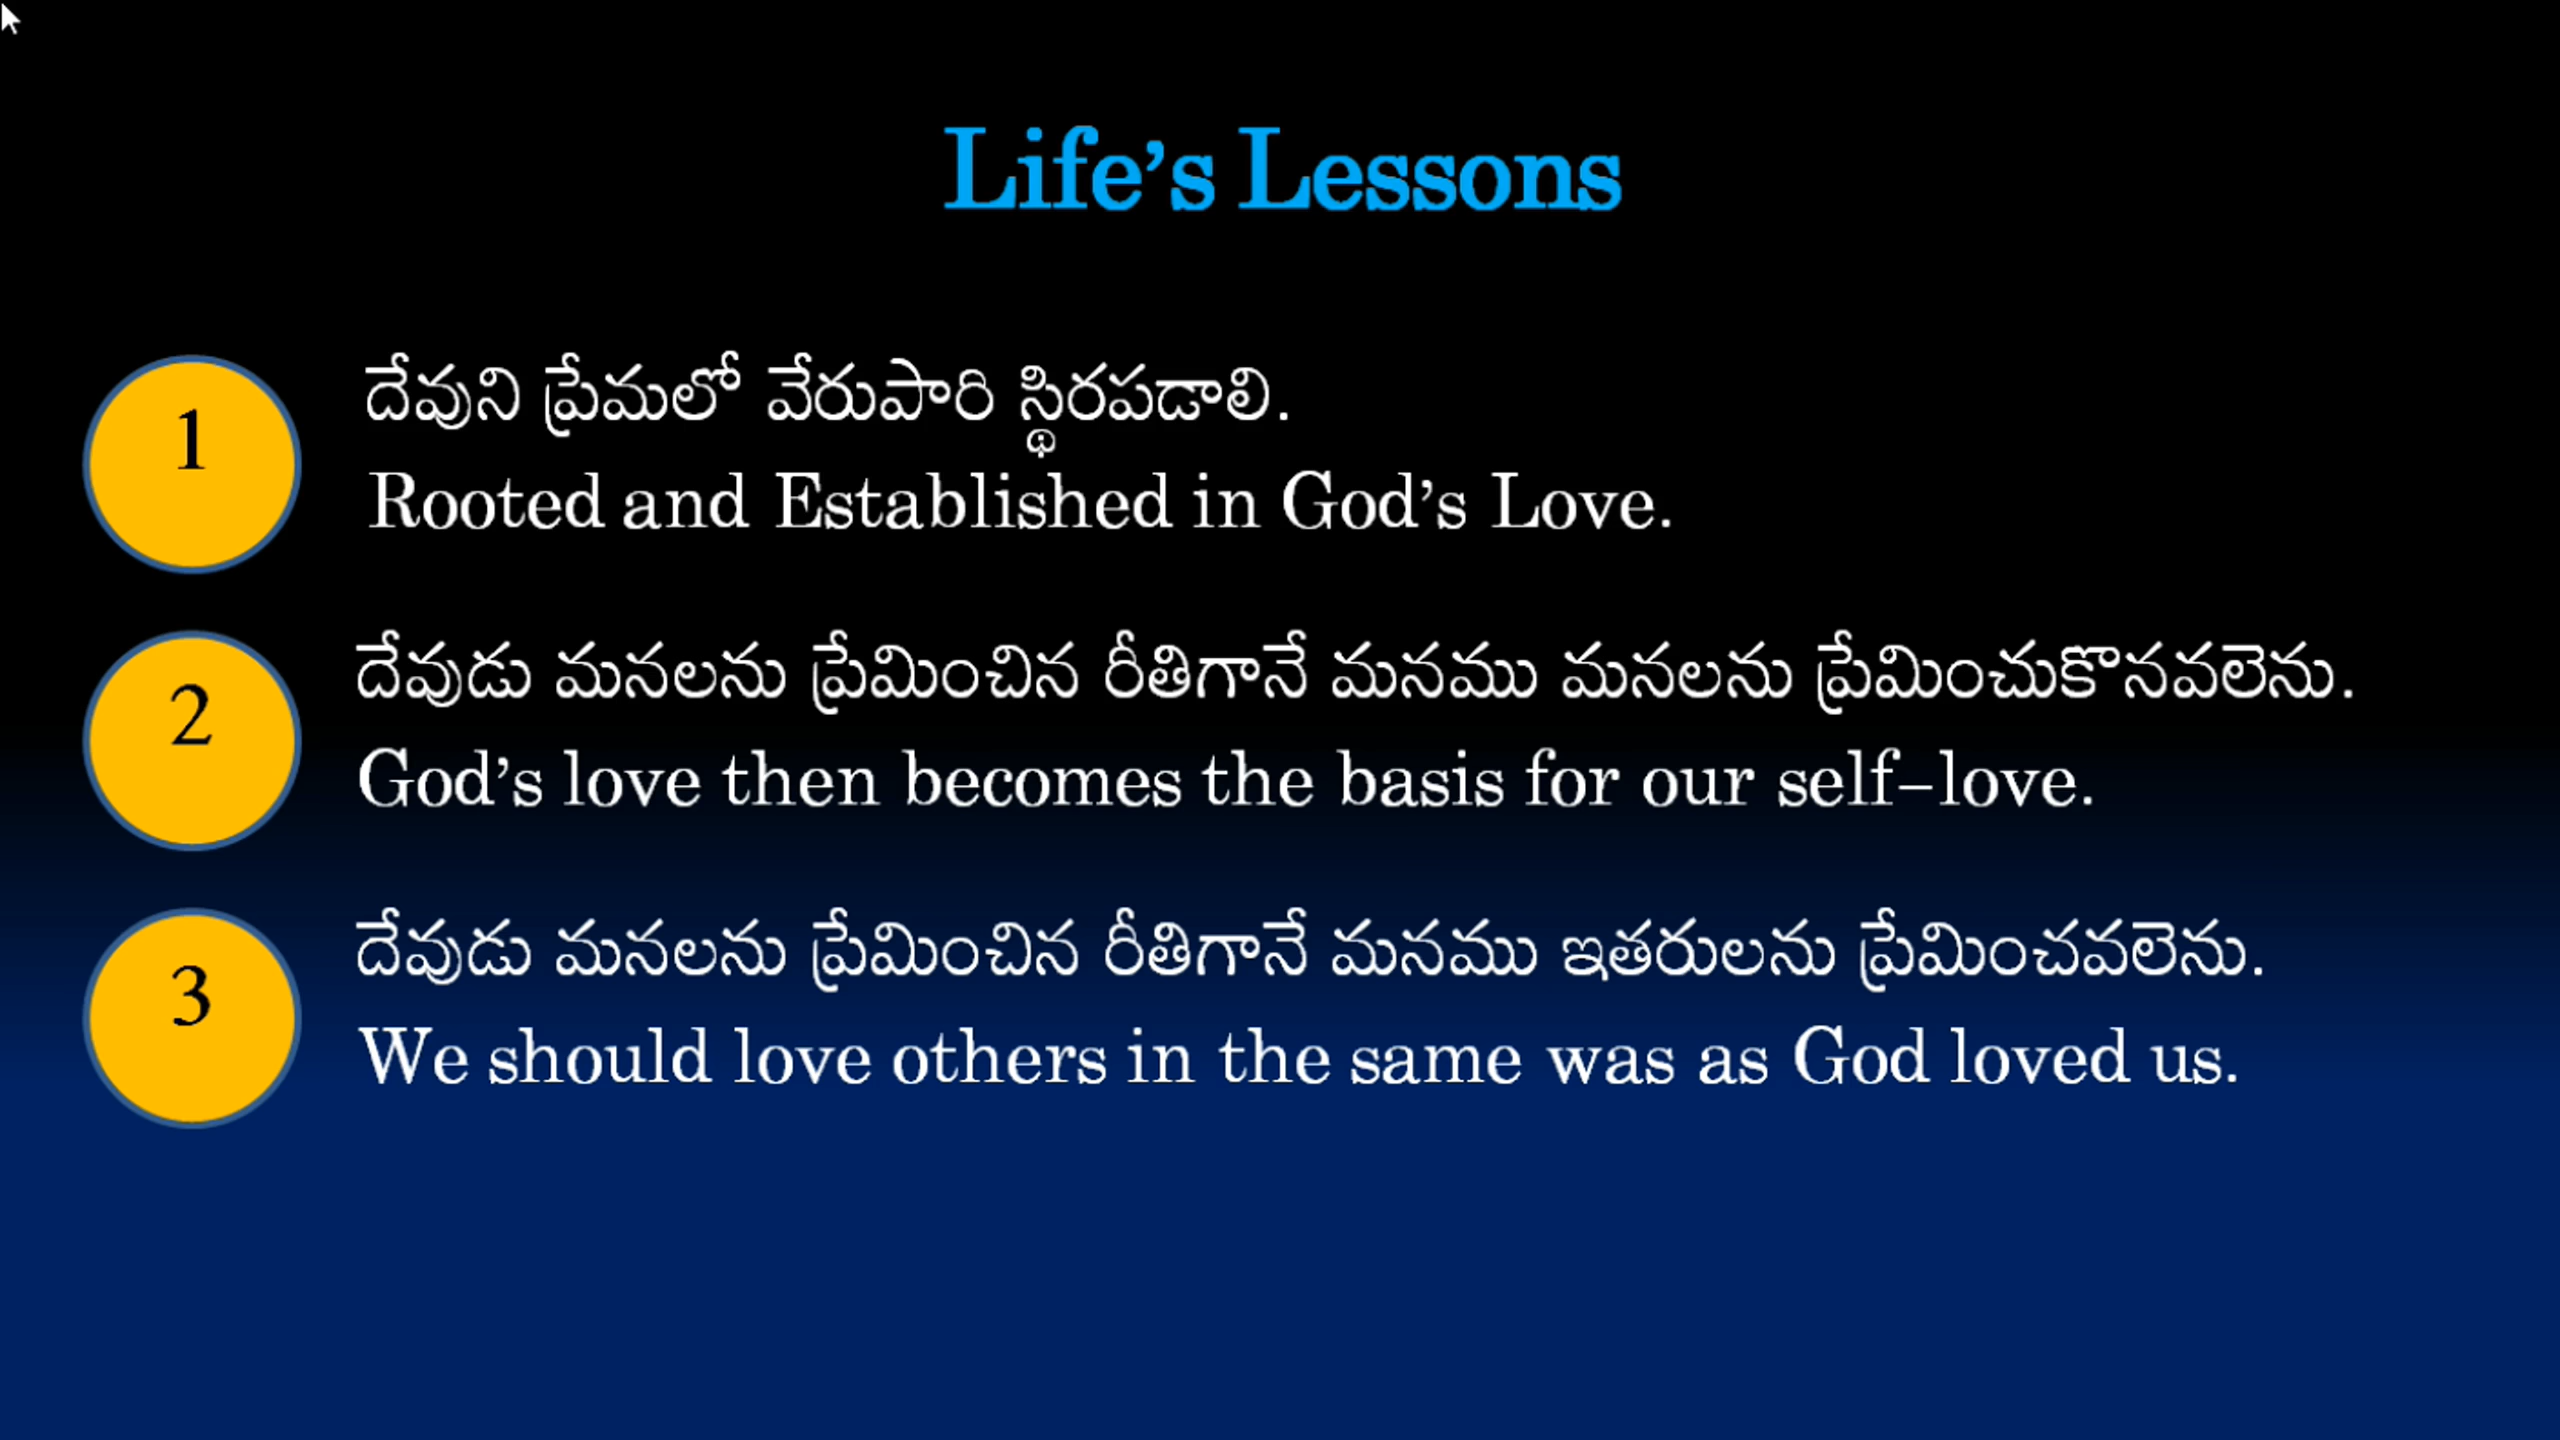 Life’s Lessons
1
దేవుని ప్రేమలో వేరుపారి స్థిరపడాలి.
Rooted and Established in God’s Love.
2
దేవుడు మనలను ప్రేమించిన రీతిగానే మనము మనలను ప్రేమించుకొనవలెను.
God’s love then becomes the basis for our self–love.
3
దేవుడు మనలను ప్రేమించిన రీతిగానే మనము ఇతరులను ప్రేమించవలెను.
We should love others in the same was as God loved us.